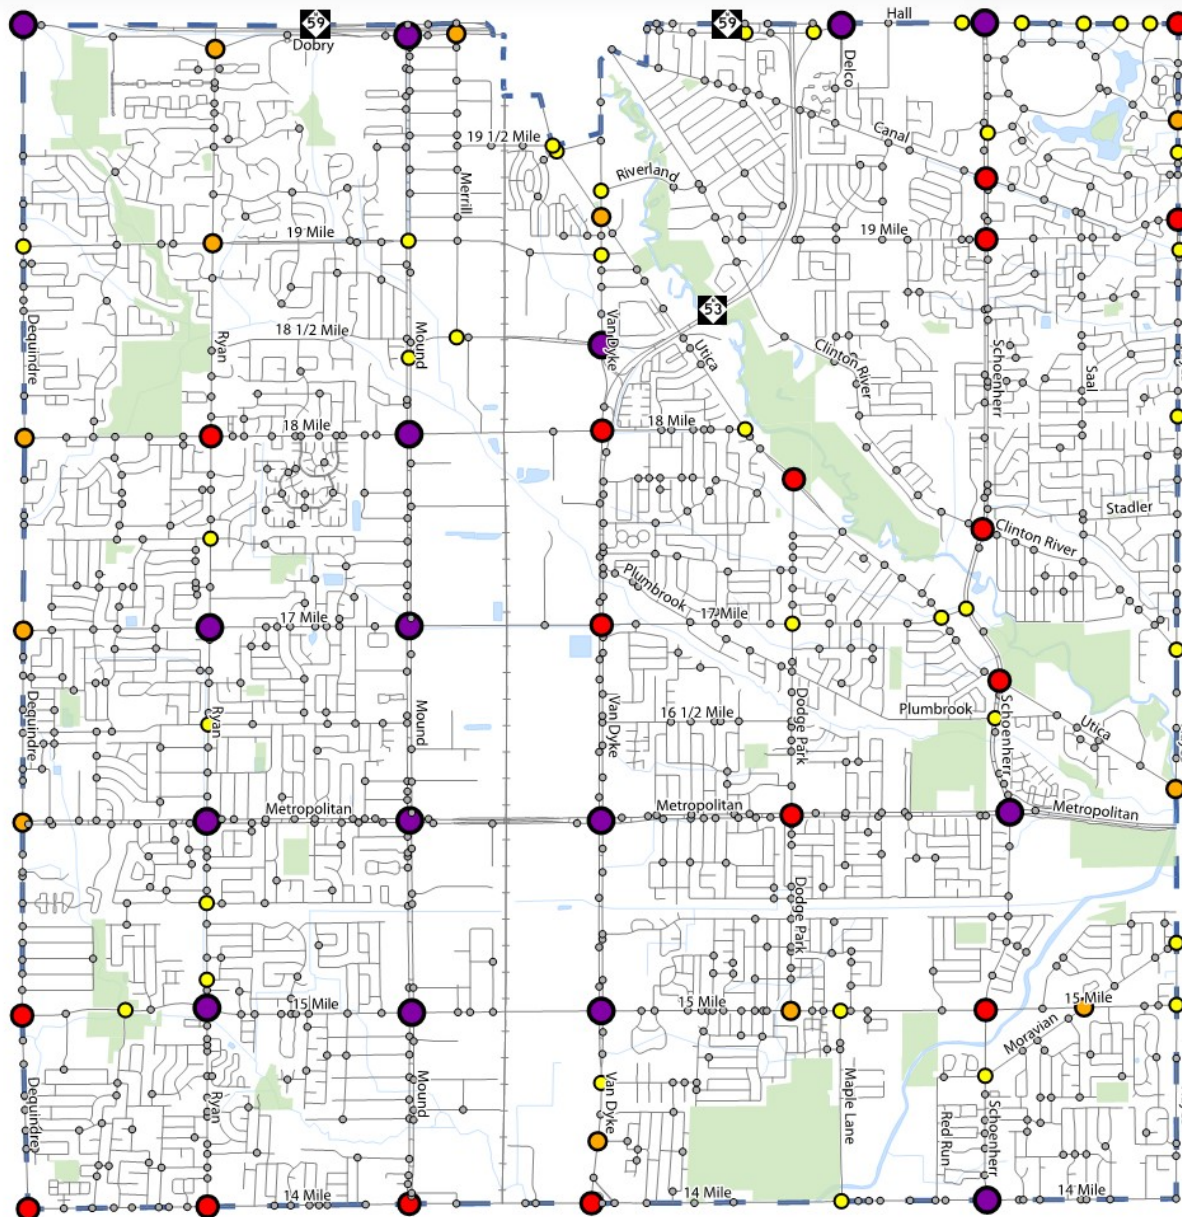 59
59
Hall
Dobry
Delco
19 1/2 Mile
Canal
Riverland
Merrill
19 Mile
19 Mile
53
Dequindre
Ryan
18 1/2 Mile
Mound
Van Dyke
Utica
Clinton River
Schoenherr
Saal
18 Mile
18 Mile
Stadler
Clinton River
Plumbrook
17 Mile
17 Mile
Dequindre
Ryan
Mound
Van Dyke
16 1/2 Mile
Dodge Park
Plumbrook
Schoenherr
Utica
Metropolitan
Metropolitan
Metropolitan
Dodge Park
15 Mile
15 Mile
15 Mile
Moravian
Dequindre
Ryan
Mound
Van Dyke
Maple Lane
Red Run
Schoenherr
14 Mile
14 Mile
14 Mile